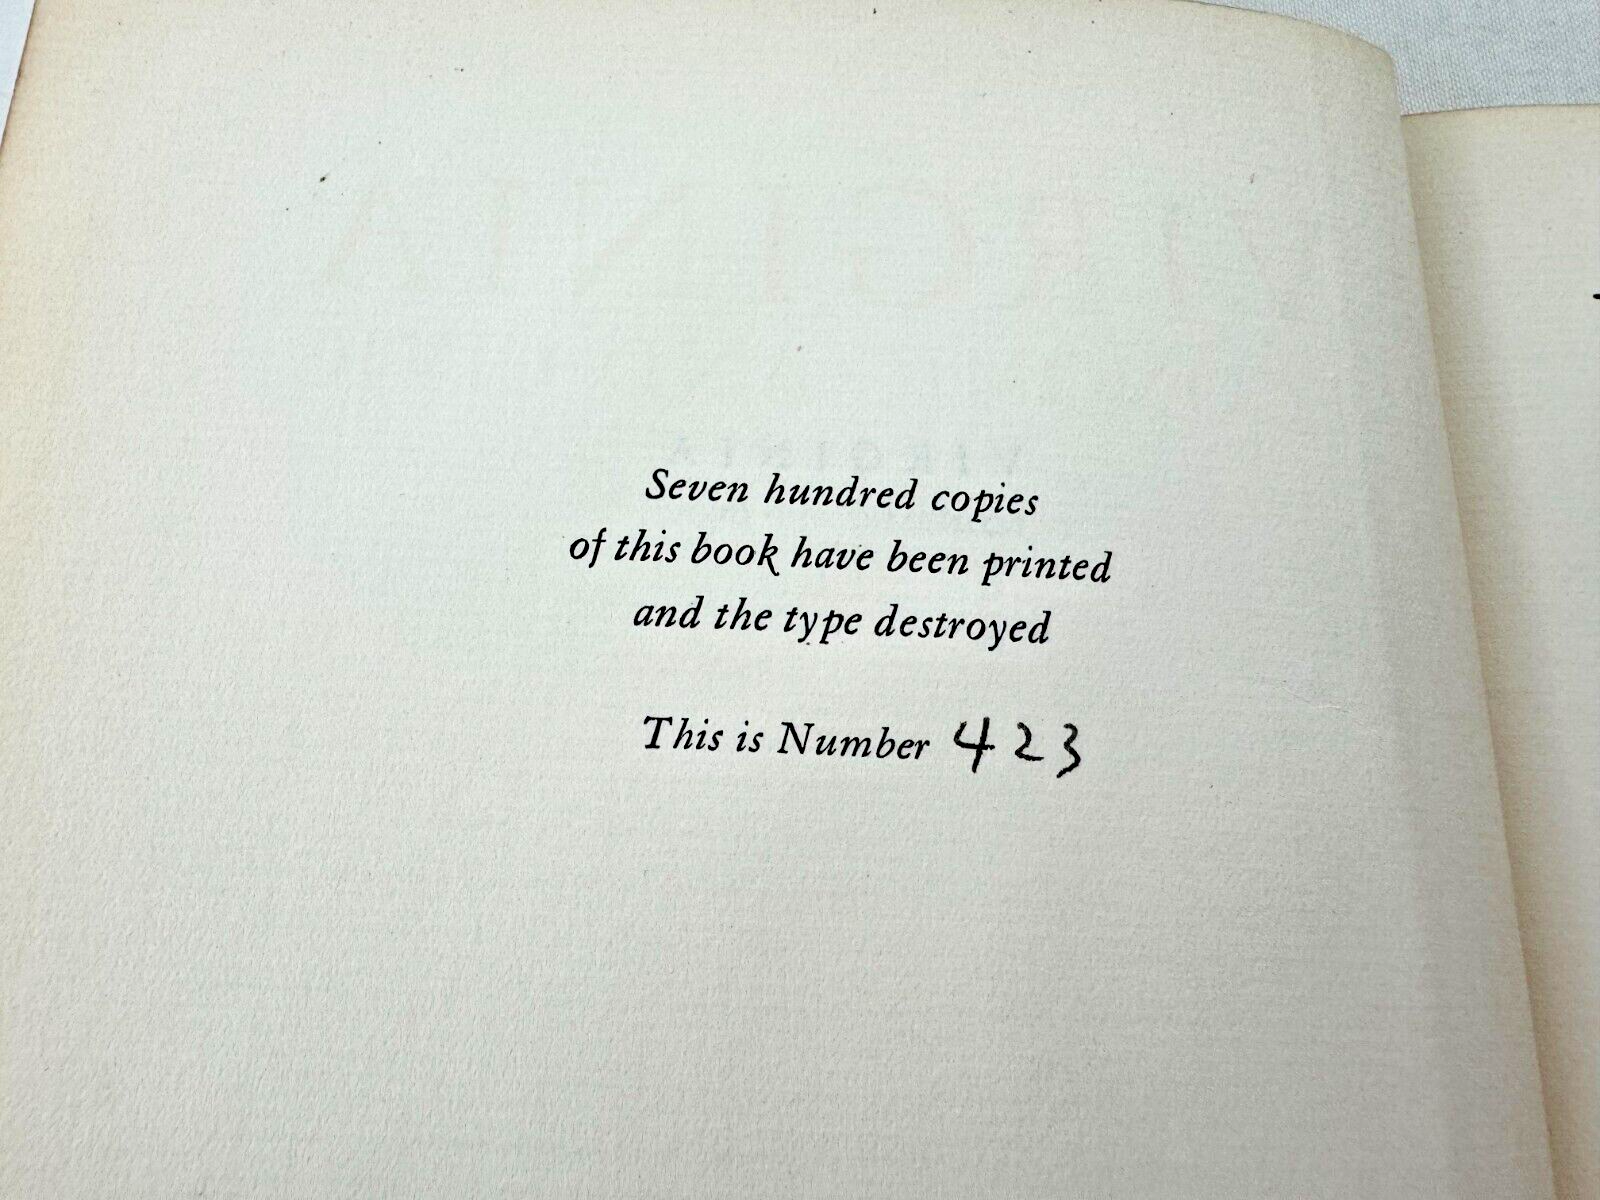 Seven hundred copies
of this book have been printed
and the type destroyed
This is Number 423